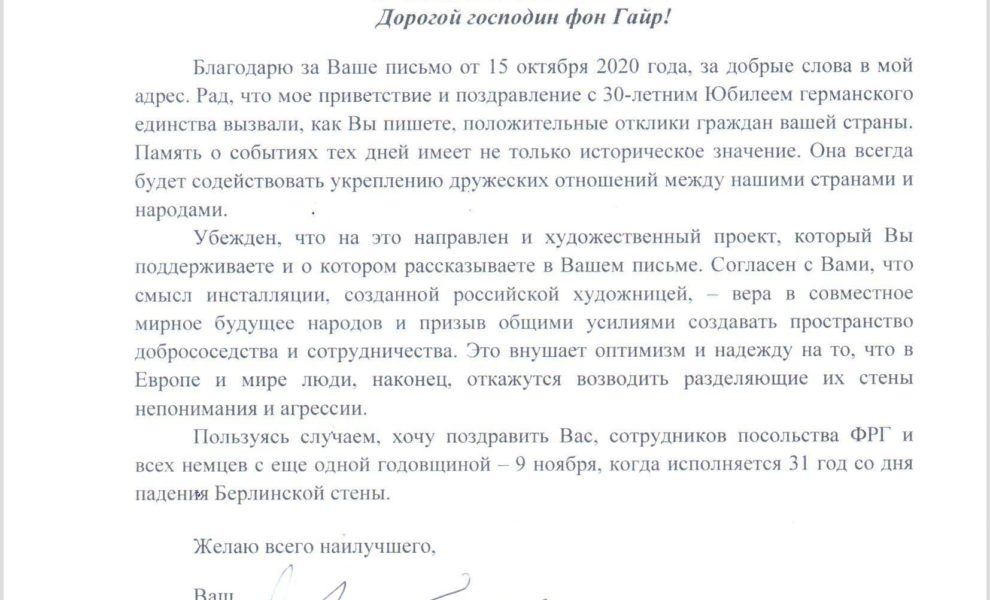 Дорогой господин фон Гайр!
Благодарю за Ваше письмо от 15 октября 2020 года, за добрые слова в мой
адрес. Рад, что мое приветствие и поздравление с 30-летним Юбилеем германского
единства вызвали, как Вы пишете, положительные отклики граждан вашей страны.
Память о событиях тех дней имеет не только историческое значение. Она всегда
будет содействовать укреплению дружеских отношений между нашими странами и
народами.
Убежден, что на это направлен и художественный проект, который Вы
поддерживаете и о котором рассказываете в Вашем письме. Согласен с Вами, что
смысл инсталляции, созданной российской художницей, – вера в совместное
мирное будущее народов и призыв общими усилиями создавать пространство
добрососедства и сотрудничества. Это внушает оптимизм и надежду на то, что в
Европе и мире люди, наконец, откажутся возводить разделяющие их стены
непонимания и агрессии.
Пользуясь случаем, хочу поздравить Вас, сотрудников посольства ФРГ и
всех немцев с еще одной годовщиной – 9 ноября, когда исполняется 31 год со дня
падения Берлинской стены.
Желаю всего наилучшего,
Ваш